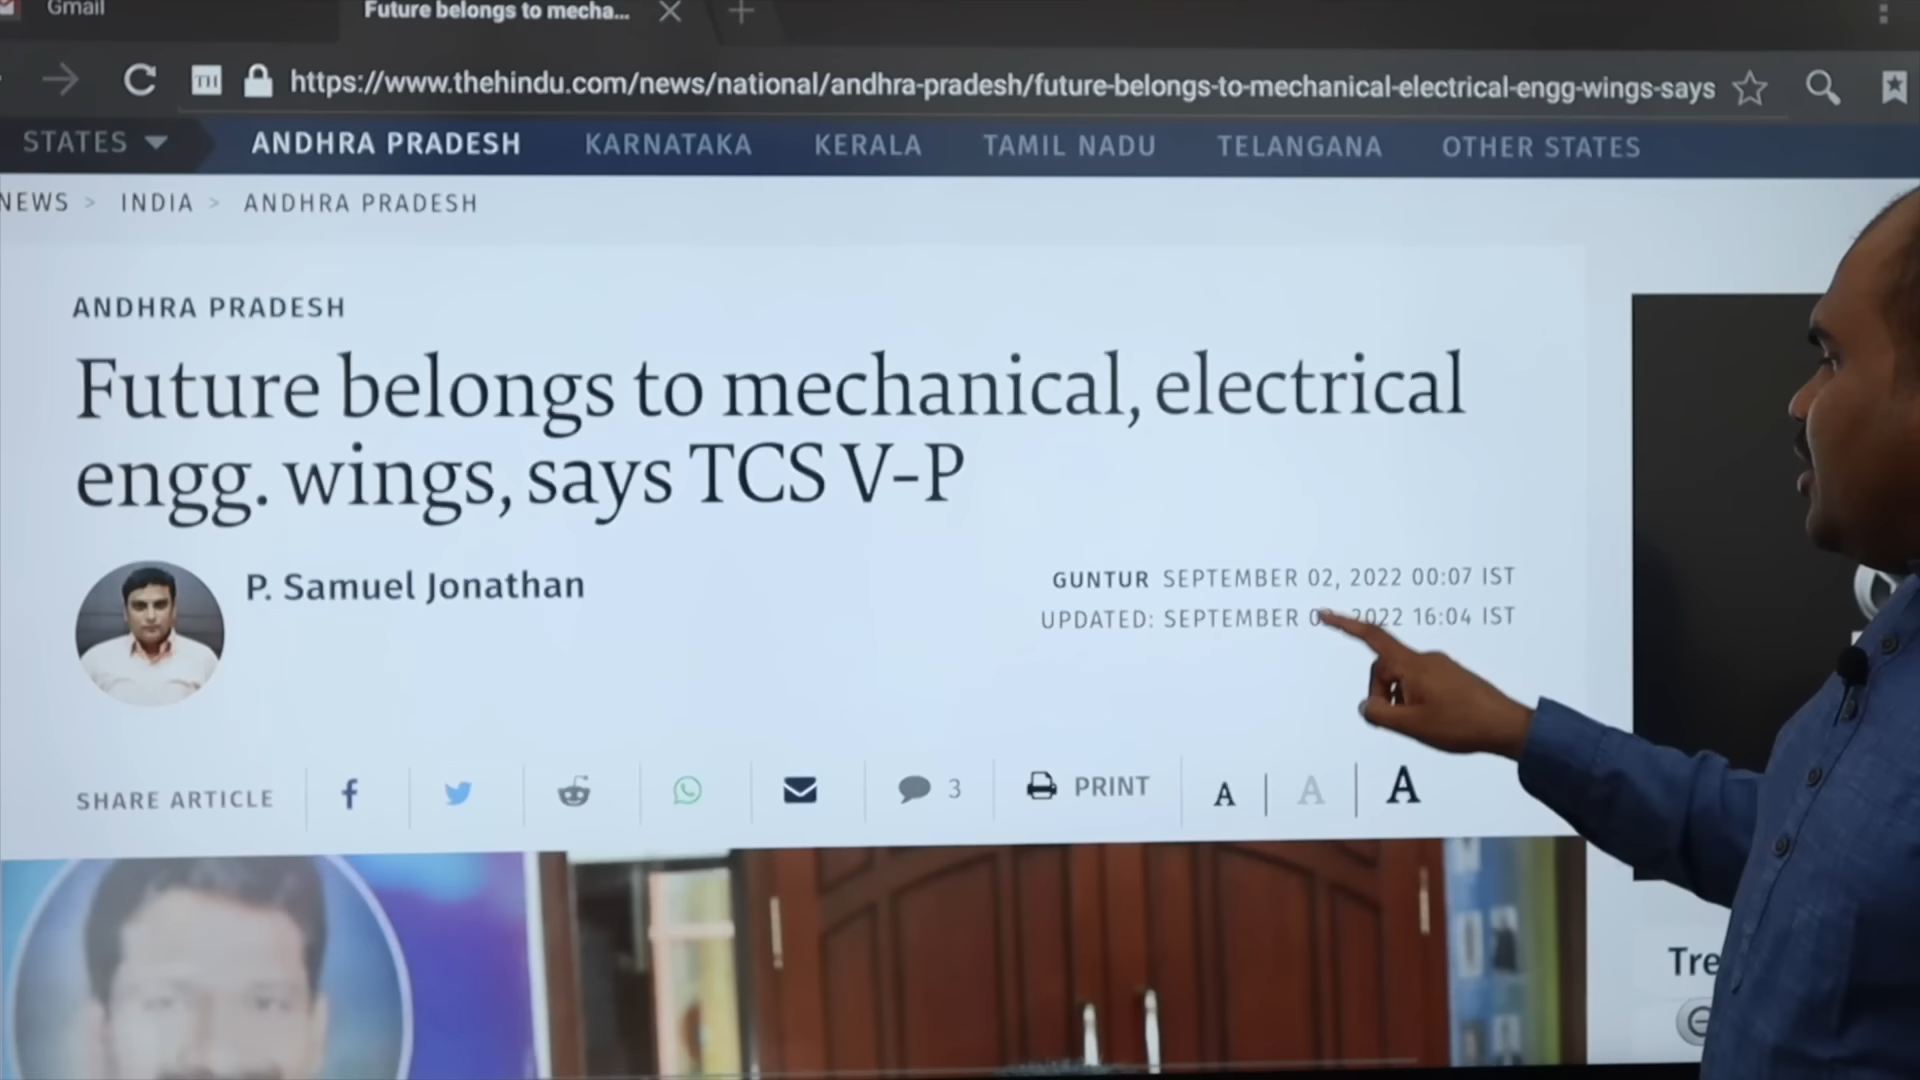 Gmail
Future belongs to mecha...
TH
https://www.thehindu.com/news/national/andhra-pradesh/future-belongs-to-mechanical-electrical-engg-wings-says
STATES
ANDHRA PRADESH
KARNATAKA
KERALA
TAMIL NADU
TELANGANA
OTHER STATES
NEWS > INDIA > ANDHRA PRADESH
ANDHRA PRADESH
Future belongs to mechanical, electrical
engg. wings, says TCS V-P
P. Samuel Jonathan
GUNTUR SEPTEMBER 02, 2022 00:07 IST
UPDATED: SEPTEMBER 2022 16:04 IST
SHARE ARTICLE
3
PRINT
A | A | A